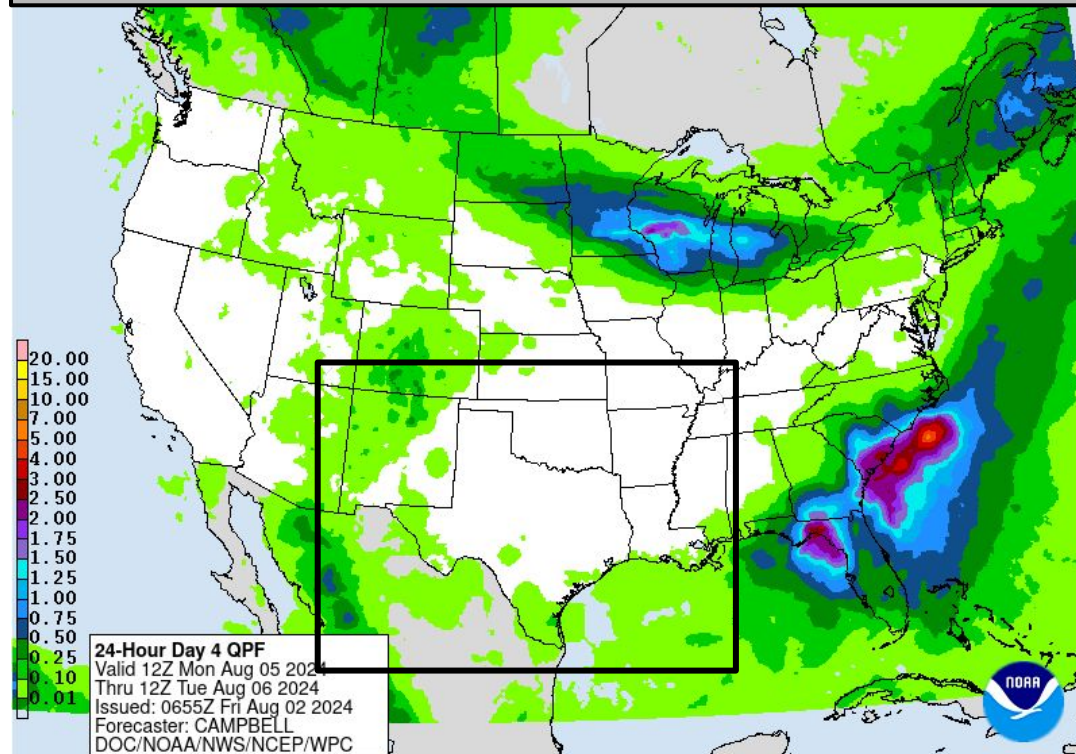 20.00
15.00
10.00
7.00
5.00
4.00
3.00
2.50
2.00
1.75
1.50
1.25
1.00
0.75
0.50
0.25
0.10
0.01
24-Hour Day 4 QPF
Valid 12Z Mon Aug 05 2024
Thru 12Z Tue Aug 06 2024
Issued: 0655Z Fri Aug 02 2024
Forecaster: CAMPBELL
DOC/NOAA/NWS/NCEP/WPC
NOAA